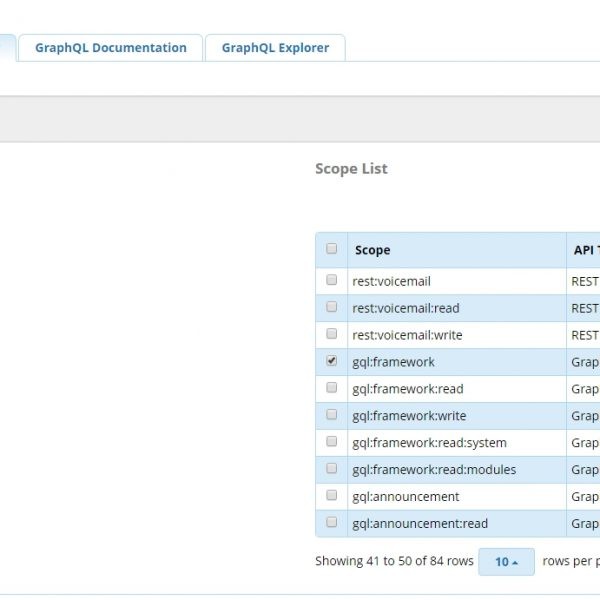 GraphQL Documentation GraphQL Explorer
Scope List
Scope API
rest:voicemail REST
rest:voicemail:read REST
rest:voicemail:write REST
gql:framework Grap
gql:framework:read Grap
gql:framework:write Grap
gql:framework:read:system Grap
gql:framework:read:modules Grap
gql:announcement Grap
gql:announcement:read Grap
Showing 41 to 50 of 84 rows 10 rows per